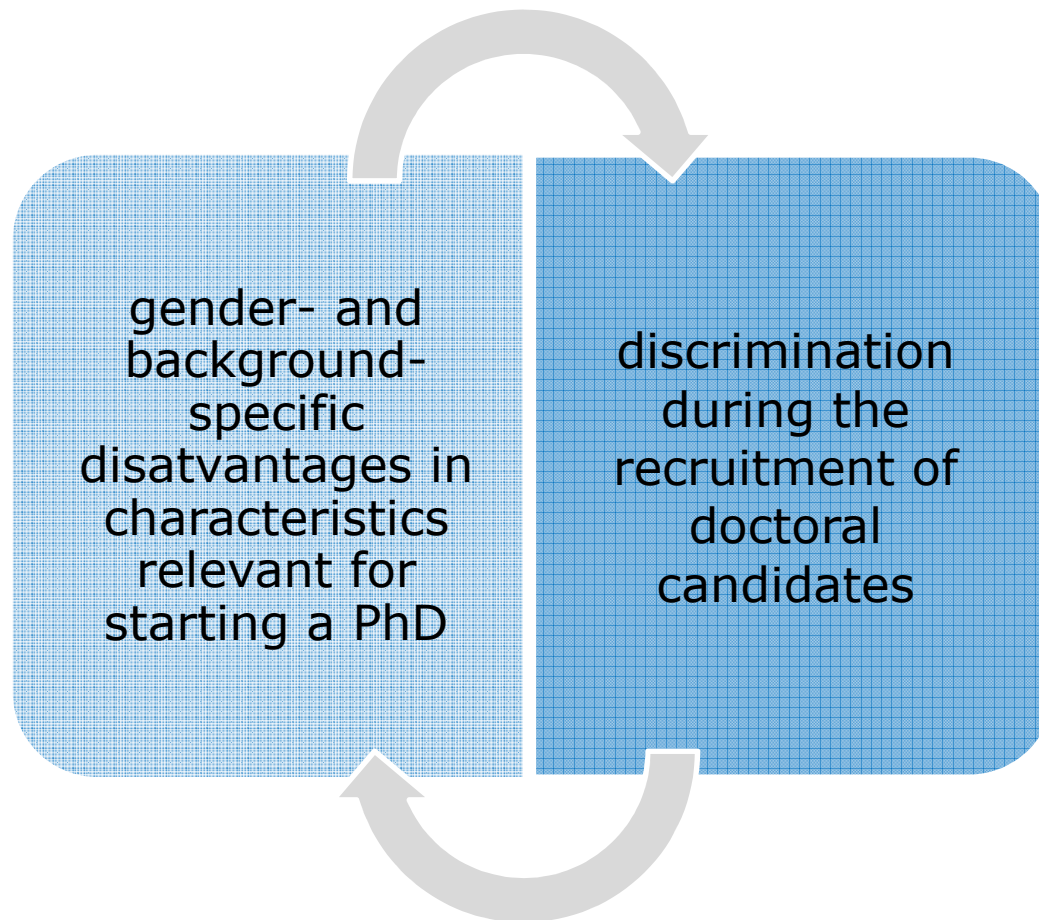 gender- and
background-
specific
disatvantages in
characteristics
relevant for
starting a PhD
discrimination
during the
recruitment of
doctoral
candidates